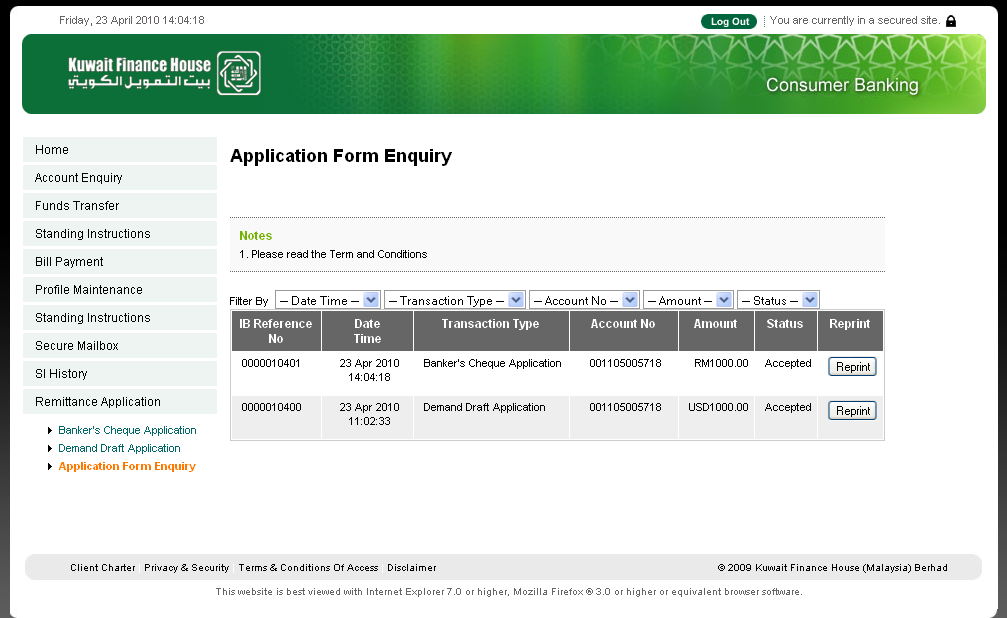 Friday, 23 April 2010 14:04:18
Log Out
You are currently in a secured site.
Kuwait Finance House
بيت التمويل الكويتي
Consumer Banking
Home
Account Enquiry
Funds Transfer
Standing Instructions
Bill Payment
Profile Maintenance
Standing Instructions
Secure Mailbox
SI History
Remittance Application
Banker's Cheque Application
Demand Draft Application
Application Form Enquiry
Application Form Enquiry
Notes
1. Please read the Term and Conditions
Filter By -- Date Time -- -- Transaction Type -- -- Account No -- -- Amount -- -- Status --
IB Reference No Date Time Transaction Type Account No Amount Status Reprint
0000010401 23 Apr 2010 14:04:18 Banker's Cheque Application 001105005718 RM1000.00 Accepted Reprint
0000010400 23 Apr 2010 11:02:33 Demand Draft Application 001105005718 USD1000.00 Accepted Reprint
Client Charter Privacy & Security Terms & Conditions Of Access Disclaimer
© 2009 Kuwait Finance House (Malaysia) Berhad
This website is best viewed with Internet Explorer 7.0 or higher, Mozilla Firefox ® 3.0 or higher or equivalent browser software.